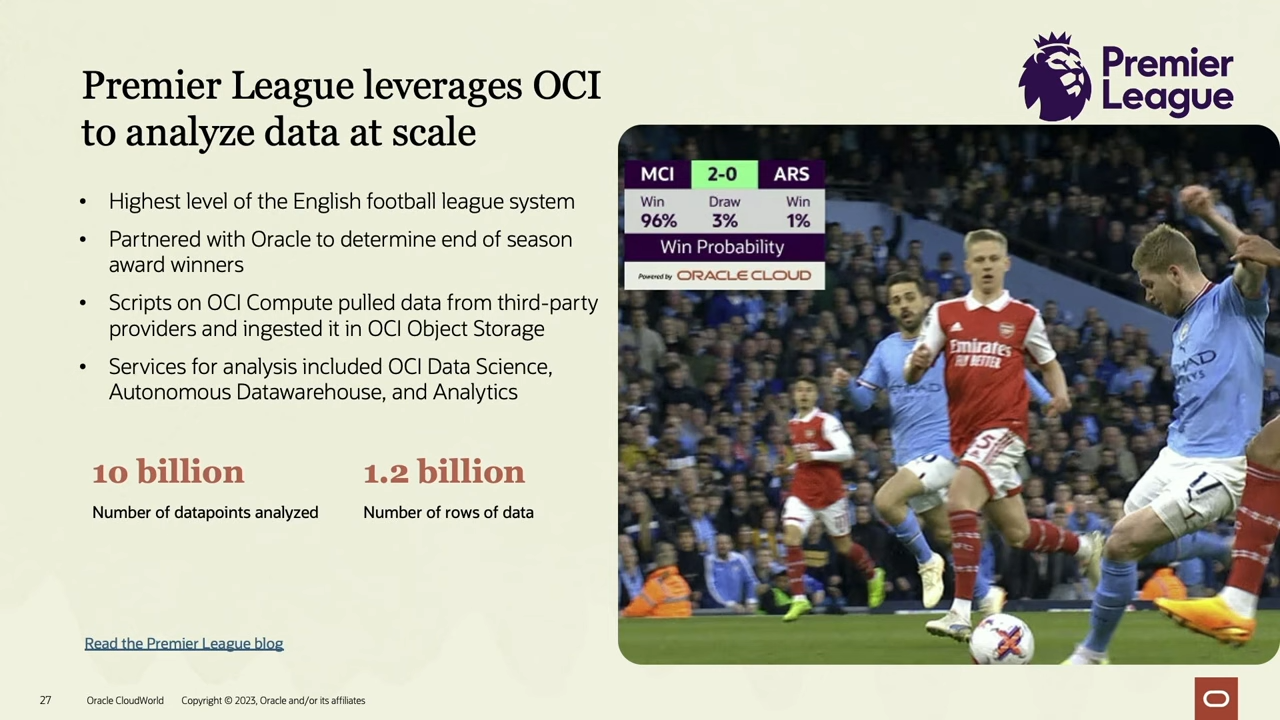 Premier League leverages OCI
to analyze data at scale
Premier
League
• Highest level of the English football league system
• Partnered with Oracle to determine end of season
award winners
• Scripts on OCI Compute pulled data from third-party
providers and ingested it in OCI Object Storage
• Services for analysis included OCI Data Science,
Autonomous Datawarehouse, and Analytics
10 billion
Number of datapoints analyzed
1.2 billion
Number of rows of data
Read the Premier League blog
MCI 2-0 ARS
Win Draw Win
96% 3% 1%
Win Probability
Powered by ORACLE CLOUD
Emirates
FLY BETTER
ETIHAD
AIRWAYS
17
27 Oracle CloudWorld Copyright © 2023, Oracle and/or its affiliates